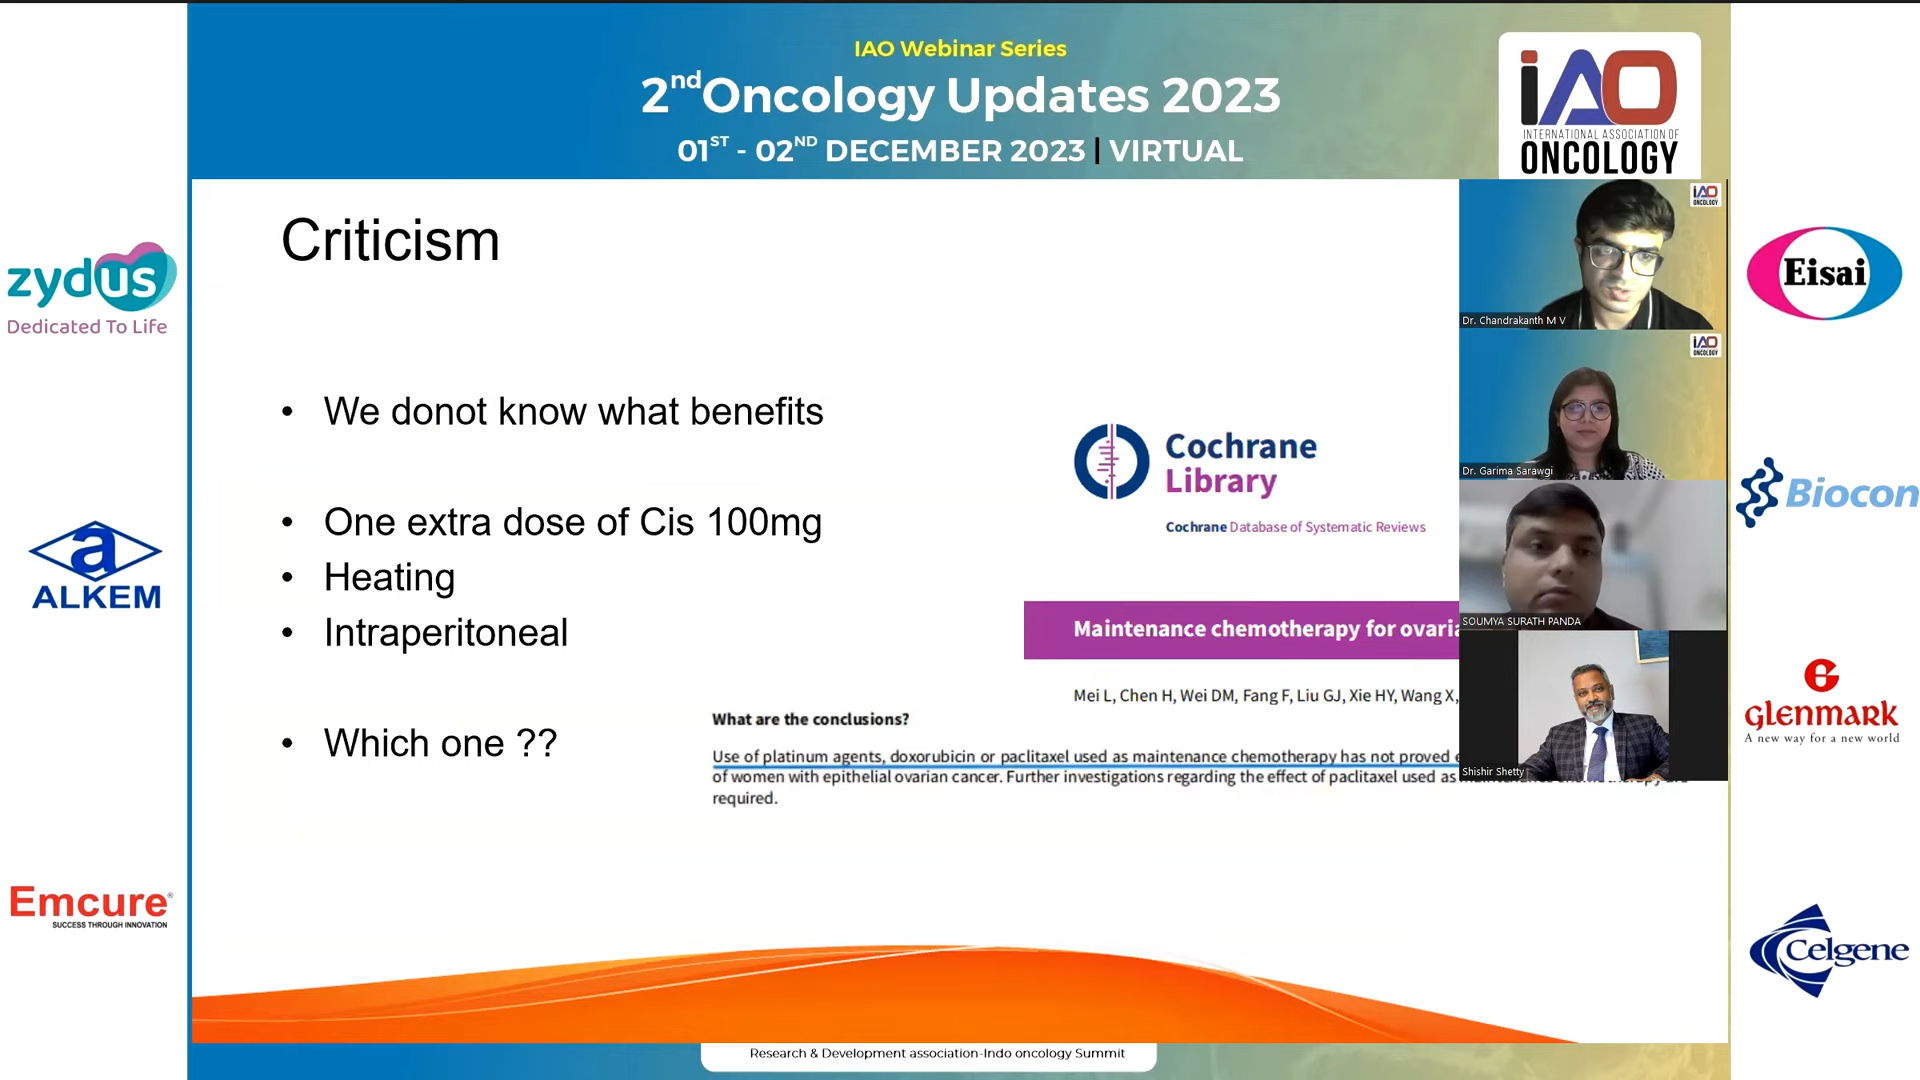 IAO Webinar Series
2nd Oncology Updates 2023
01ST - 02ND DECEMBER 2023 | VIRTUAL
iAO
INTERNATIONAL ASSOCIATION OF
ONCOLOGY
zydus
Dedicated To Life
ALKEM
Emcure®
SUCCESS THROUGH INNOVATION
Criticism
• We donot know what benefits
• One extra dose of Cis 100mg
• Heating
• Intraperitoneal
• Which one ??
Cochrane
Library
Cochrane Database of Systematic Reviews
Maintenance chemotherapy for
Mei L, Chen H, Wei DM, Fang F, Liu GJ, Xie HY, Wang X,
What are the conclusions?
Use of platinum agents, doxorubicin or paclitaxel used as maintenance chemotherapy has not proved
of women with epithelial ovarian cancer. Further investigations regarding the effect of paclitaxel used as
required.
iAO
ONCOLOGY
Dr. Chandrakanth M V
iAO
ONCOLOGY
Dr. Garima Sarawgi
SOUMYA SURATH PANDA
Shishir Shetty
Eisai
Biocon
glenmark
A new way for a new world
Celgene
Research & Development association-Indo oncology Summit